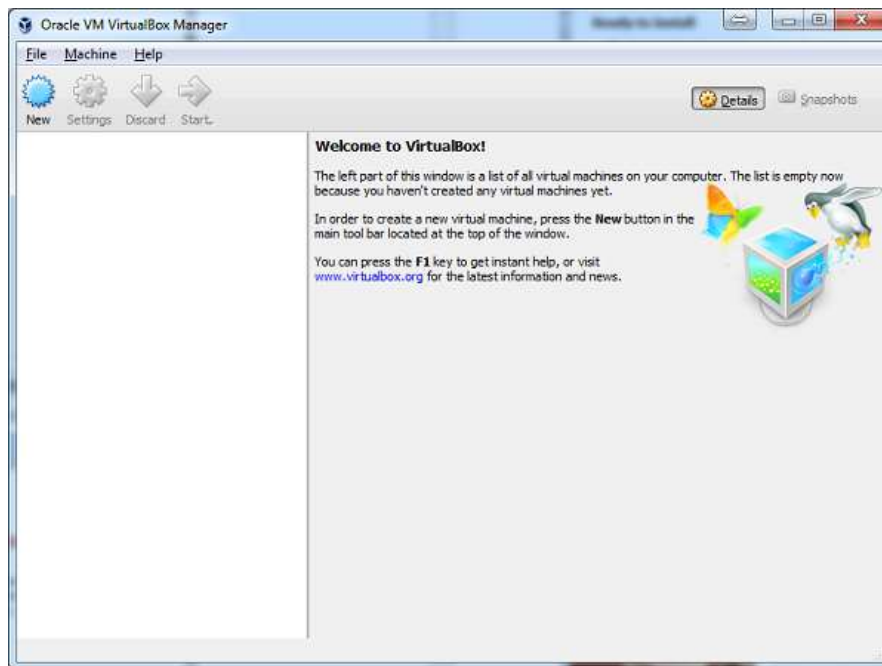 Oracle VM VirtualBox Manager
File Machine Help
New Settings Discard Start
Details Snapshots
Welcome to VirtualBox!
The left part of this window is a list of all virtual machines on your computer. The list is empty now
because you haven't created any virtual machines yet.
In order to create a new virtual machine, press the New button in the
main tool bar located at the top of the window.
You can press the F1 key to get instant help, or visit
www.virtualbox.org for the latest information and news.